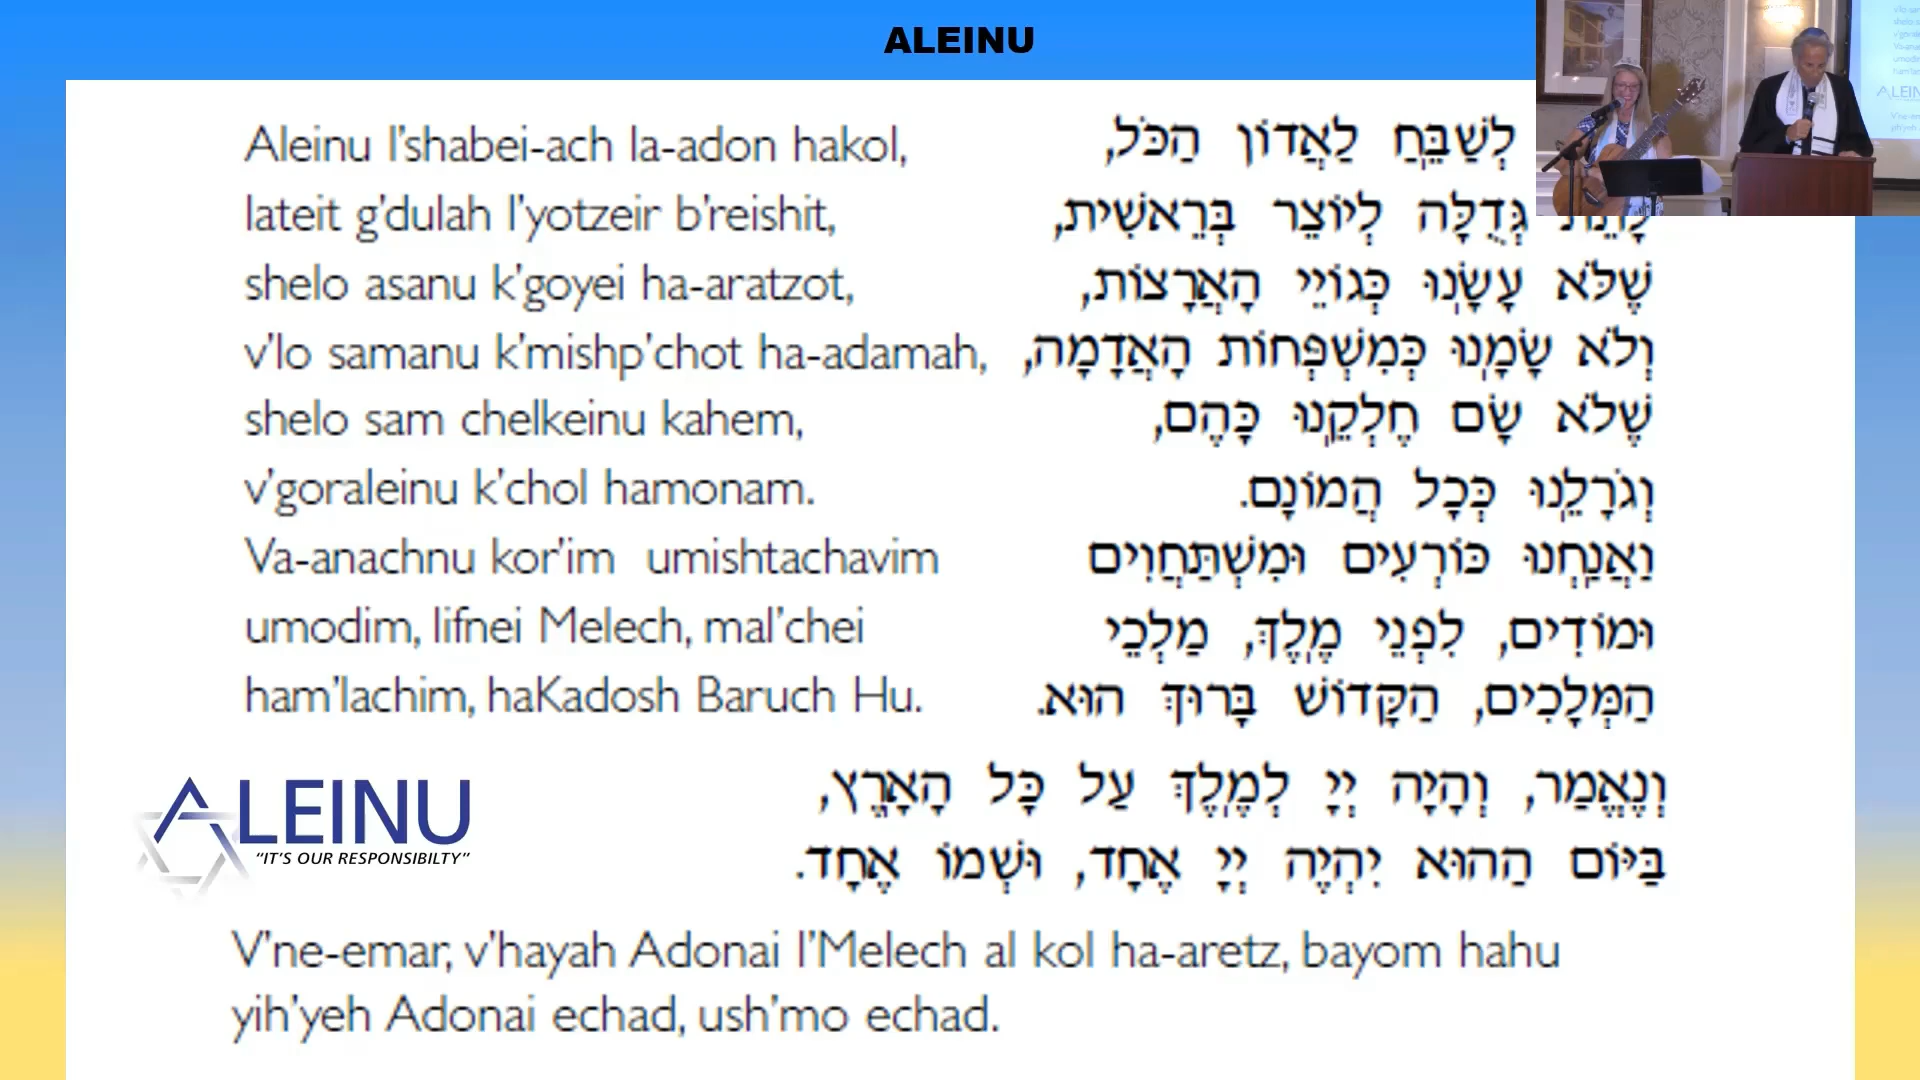 ALEINU
Aleinu l'shabei-ach la-adon hakol,
lateit g'dulah l'yotzeir b'reishit,
shelo asanu k'goyei ha-aratzot,
v'lo samanu k'mishp'chot ha-adamah,
shelo sam chelkeinu kahem,
v'goraleinu k'chol hamonam.
Va-anachnu kor'im umishtachavim
umodim, lifnei Melech, mal'chei
ham'lachim, haKadosh Baruch Hu.
לְשַׁבֵּֽחַ לַאֲדוֹן הַכֹּל,
לָתֵת גְּדֻלָּה לְיוֹצֵר בְּרֵאשִׁית,
שֶׁלֹּא עָשָֽׂנוּ כְּגוֹיֵי הָאֲרָצוֹת,
וְלֹא שָׂמָֽנוּ כְּמִשְׁפְּחוֹת הָאֲדָמָה,
שֶׁלֹּא שָׂם חֶלְקֵֽנוּ כָּהֶם,
וְגֹרָלֵֽנוּ כְּכָל הֲמוֹנָם.
וַאֲנַֽחְנוּ כּוֹרְעִים וּמִשְׁתַּחֲוִים
וּמוֹדִים, לִפְנֵי מֶֽלֶךְ, מַלְכֵי
הַמְּלָכִים, הַקָּדוֹשׁ בָּרוּךְ הוּא.
וְנֶאֱמַר, וְהָיָה יְיָ לְמֶֽלֶךְ עַל כָּל הָאָֽרֶץ,
בַּיּוֹם הַהוּא יִהְיֶה יְיָ אֶחָד, וּשְׁמוֹ אֶחָד.
ALEINU
"IT'S OUR RESPONSIBILTY"
V'ne-emar, v'hayah Adonai l'Melech al kol ha-aretz, bayom hahu
yih'yeh Adonai echad, ush'mo echad.